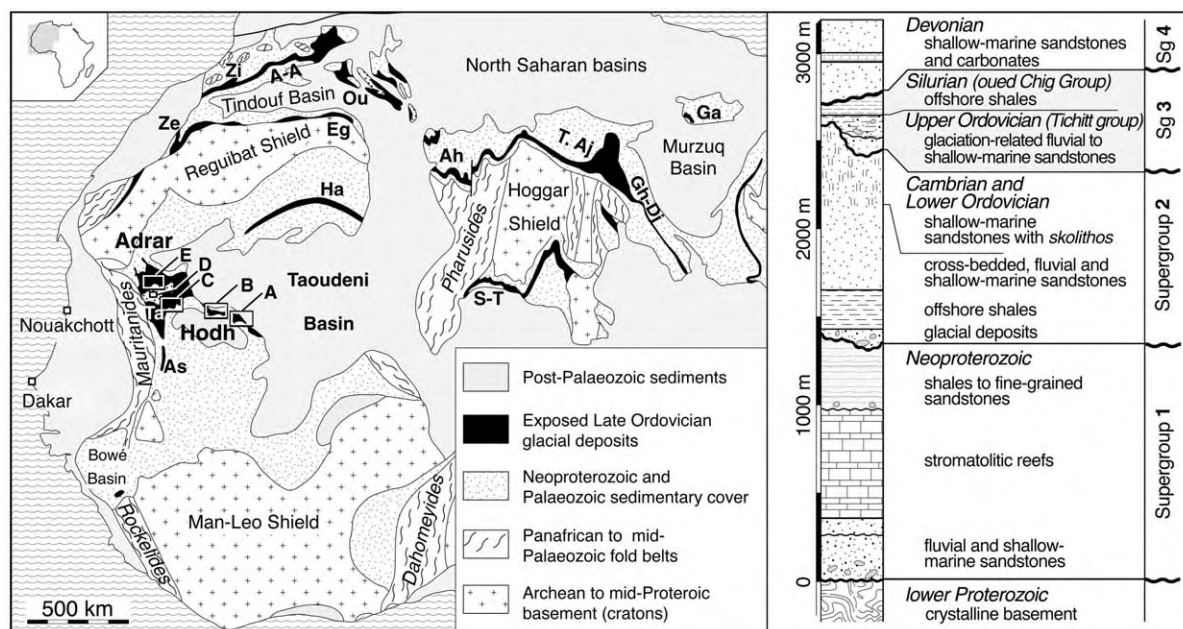 North Saharan basins
Zi
A-A
Tindouf Basin
Ou
Ga
Ze
Eg
Reguibat Shield
Ah
T. Aj
Murzuq
Basin
Ha
Hoggar
Shield
Gh-Dj
Pharusides
Adrar
E
D
C
B
A
Taoudeni
Basin
S-T
Nouakchott
Ta
Hodh
Mauritanides
As
Dakar
Bowé
Basin
Man-Leo Shield
Rockelides
Dahomeyides
500 km
Post-Palaeozoic sediments
Exposed Late Ordovician
glacial deposits
Neoproterozoic and
Palaeozoic sedimentary cover
Panafrican to mid-
Palaeozoic fold belts
Archean to mid-Proteroic
basement (cratons)
3000 m
2000 m
1000 m
0
Devonian
shallow-marine sandstones
and carbonates
Silurian (oued Chig Group)
offshore shales
Upper Ordovician (Tichitt group)
glaciation-related fluvial to
shallow-marine sandstones
Cambrian and
Lower Ordovician
shallow-marine
sandstones with skolithos
cross-bedded, fluvial and
shallow-marine sandstones
offshore shales
glacial deposits
Neoproterozoic
shales to fine-grained
sandstones
stromatolitic reefs
fluvial and shallow-
marine sandstones
lower Proterozoic
crystalline basement
Ssg 4
Sg 3
Supergroup 2
Supergroup 1